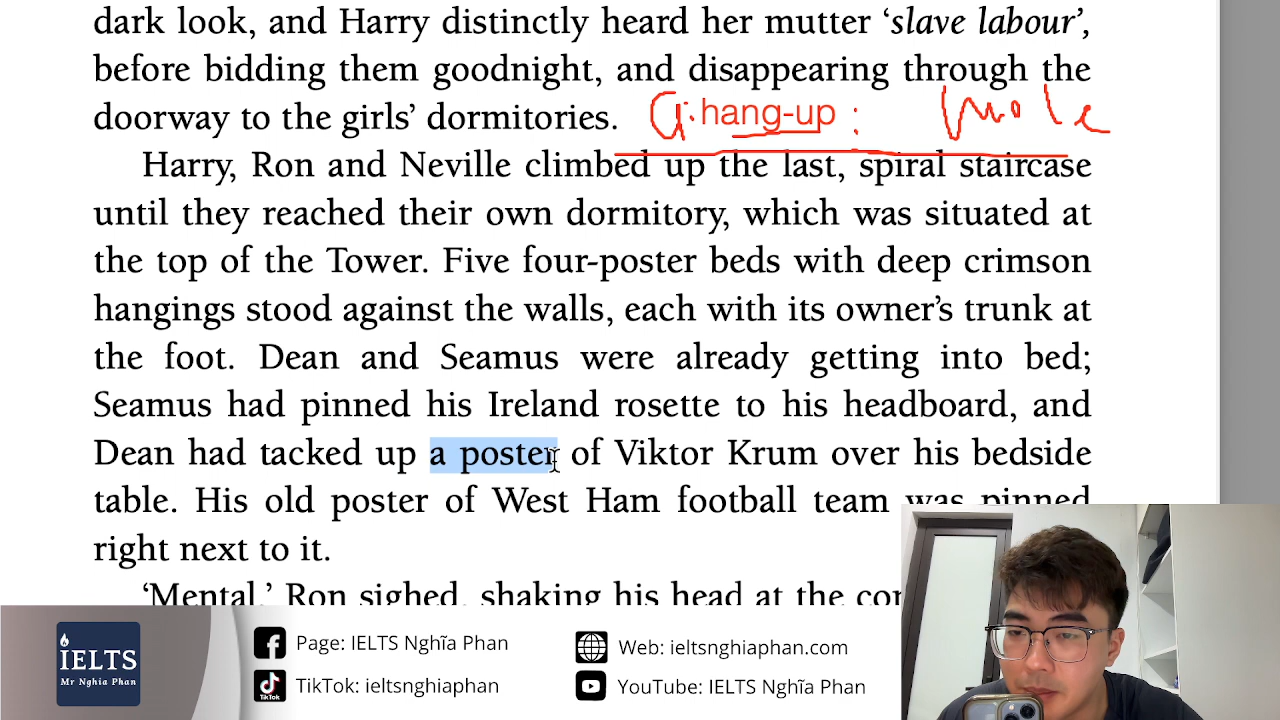 dark look, and Harry distinctly heard her mutter ‘slave labour’,
before bidding them goodnight, and disappearing through the
doorway to the girls’ dormitories.
hang-up : mole
Harry, Ron and Neville climbed up the last, spiral staircase
until they reached their own dormitory, which was situated at
the top of the Tower. Five four-poster beds with deep crimson
hangings stood against the walls, each with its owner’s trunk at
the foot. Dean and Seamus were already getting into bed;
Seamus had pinned his Ireland rosette to his headboard, and
Dean had tacked up a poster of Viktor Krum over his bedside
table. His old poster of West Ham football team was pinned
right next to it.
‘Mental,’ Ron sighed, shaking his head at the
IELTS
Mr Nghia Phan
Page: IELTS Nghĩa Phan
TikTok
TikTok: ieltsnghiaphan
Web: ieltsnghiaphan.com
YouTube: IELTS Nghĩa Phan